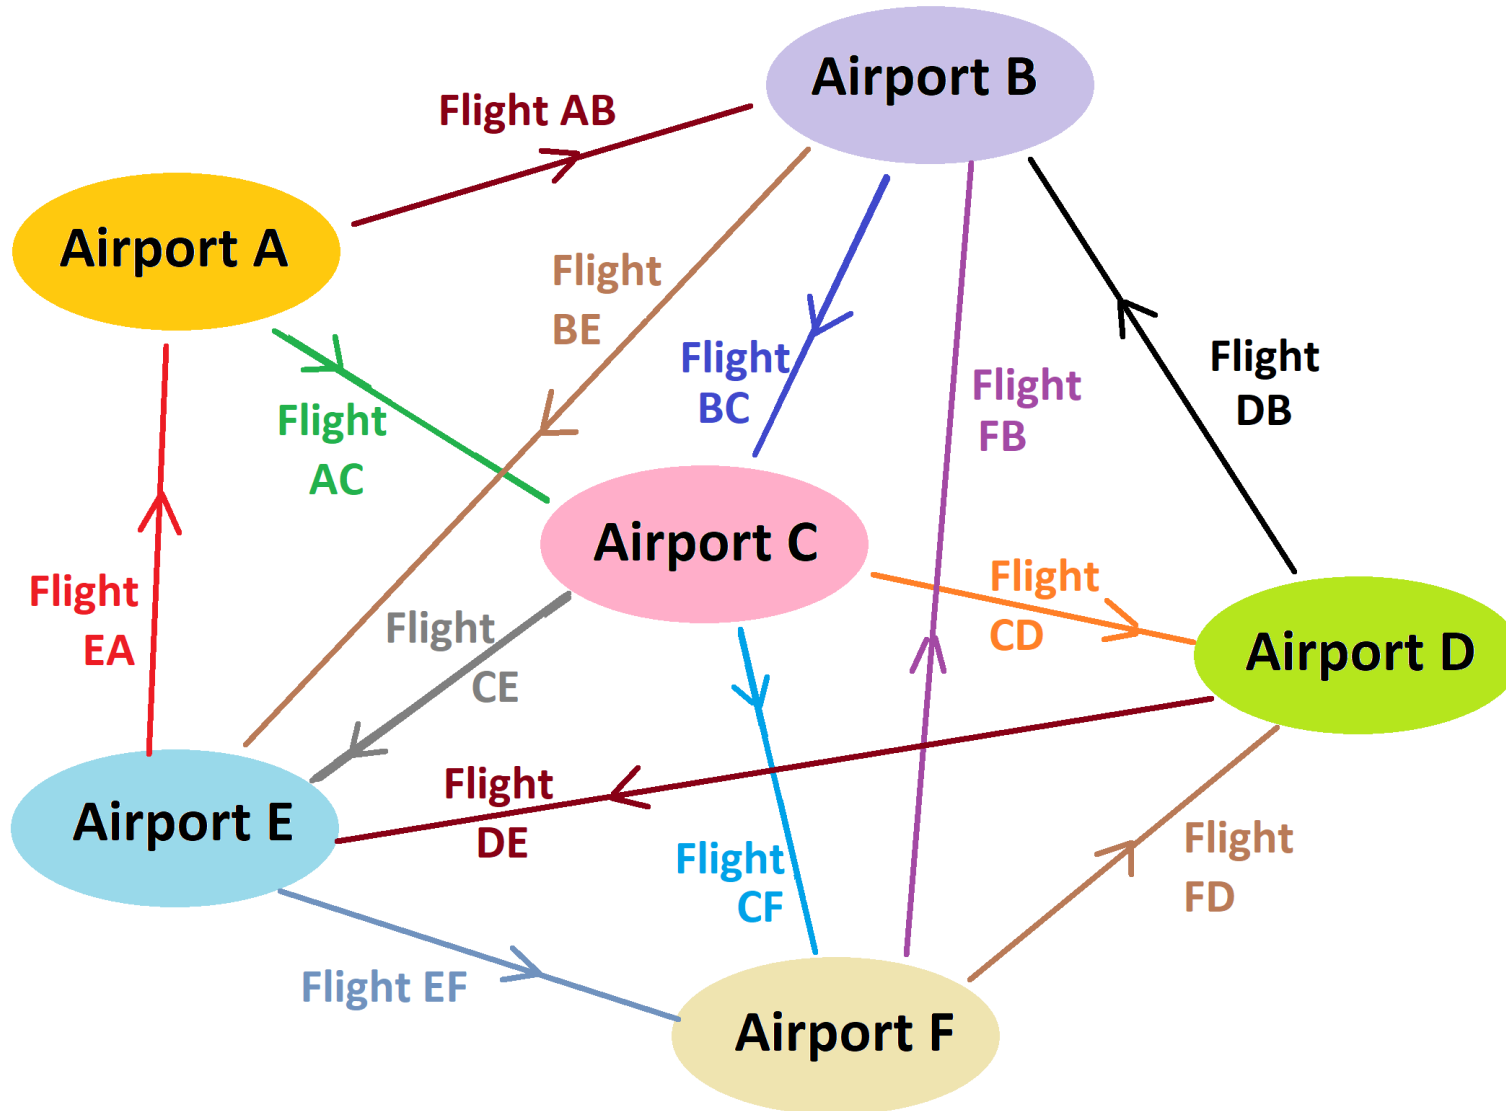 Airport B
Flight AB
Airport A
Flight
BE
Flight
BC
Flight
DB
Flight
FB
Flight
AC
Airport C
Flight
EA
Flight
CE
Flight
CD
Airport D
Flight
DE
Airport E
Flight
CF
Flight
FD
Flight EF
Airport F